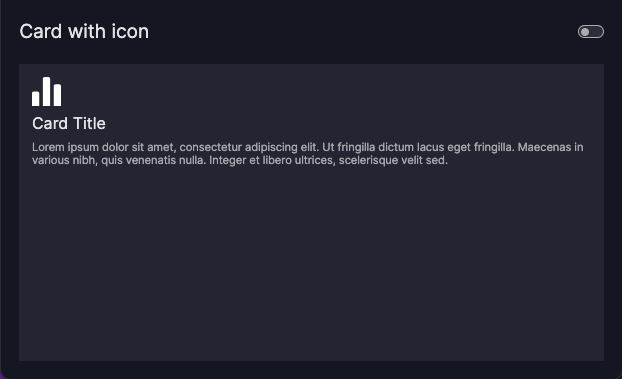 Card with icon
Card Title
Lorem ipsum dolor sit amet, consectetur adipiscing elit. Ut fringilla dictum lacus eget fringilla. Maecenas in
various nibh, quis venenatis nulla. Integer et libero ultrices, scelerisque velit sed.